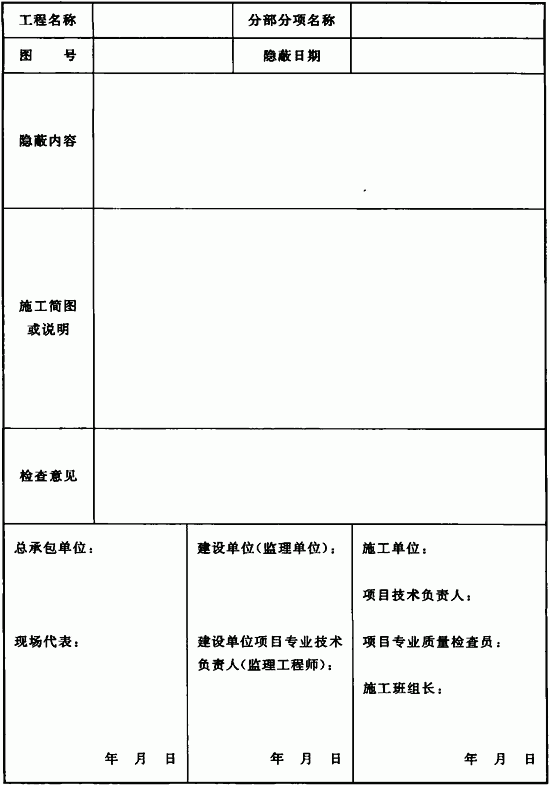 工程名称 分部分项名称
图 号 隐蔽日期
隐蔽内容
施工简图
或说明
检查意见
总承包单位：
现场代表：
年 月 日
建设单位(监理单位)；
建设单位项目专业技术
负责人(监理工程师)：
年 月 日
施工单位：
项目技术负责人；
项目专业质量检查员：
施工班组长：
年 月 日